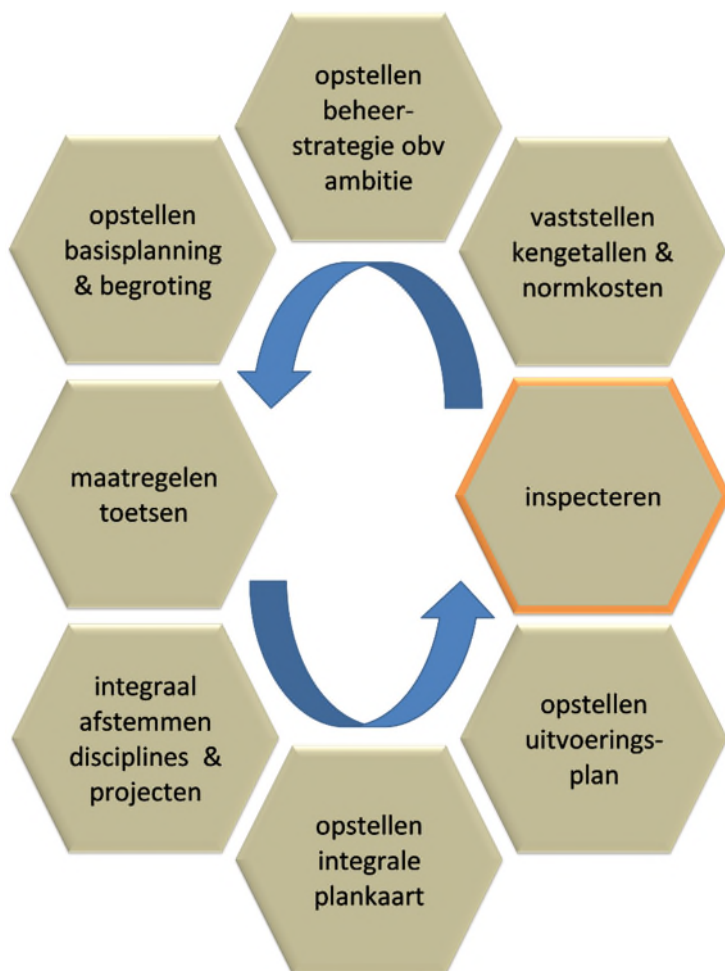 opstellen
beheer-
strategie obv
ambitie
opstellen
basisplanning
& begroting
vaststellen
kengetallen &
normkosten
maatregelen
toetsen
inspecteren
integraal
afstemmen
disciplines &
projecten
opstellen
uitvoerings-
plan
opstellen
integrale
plankaart